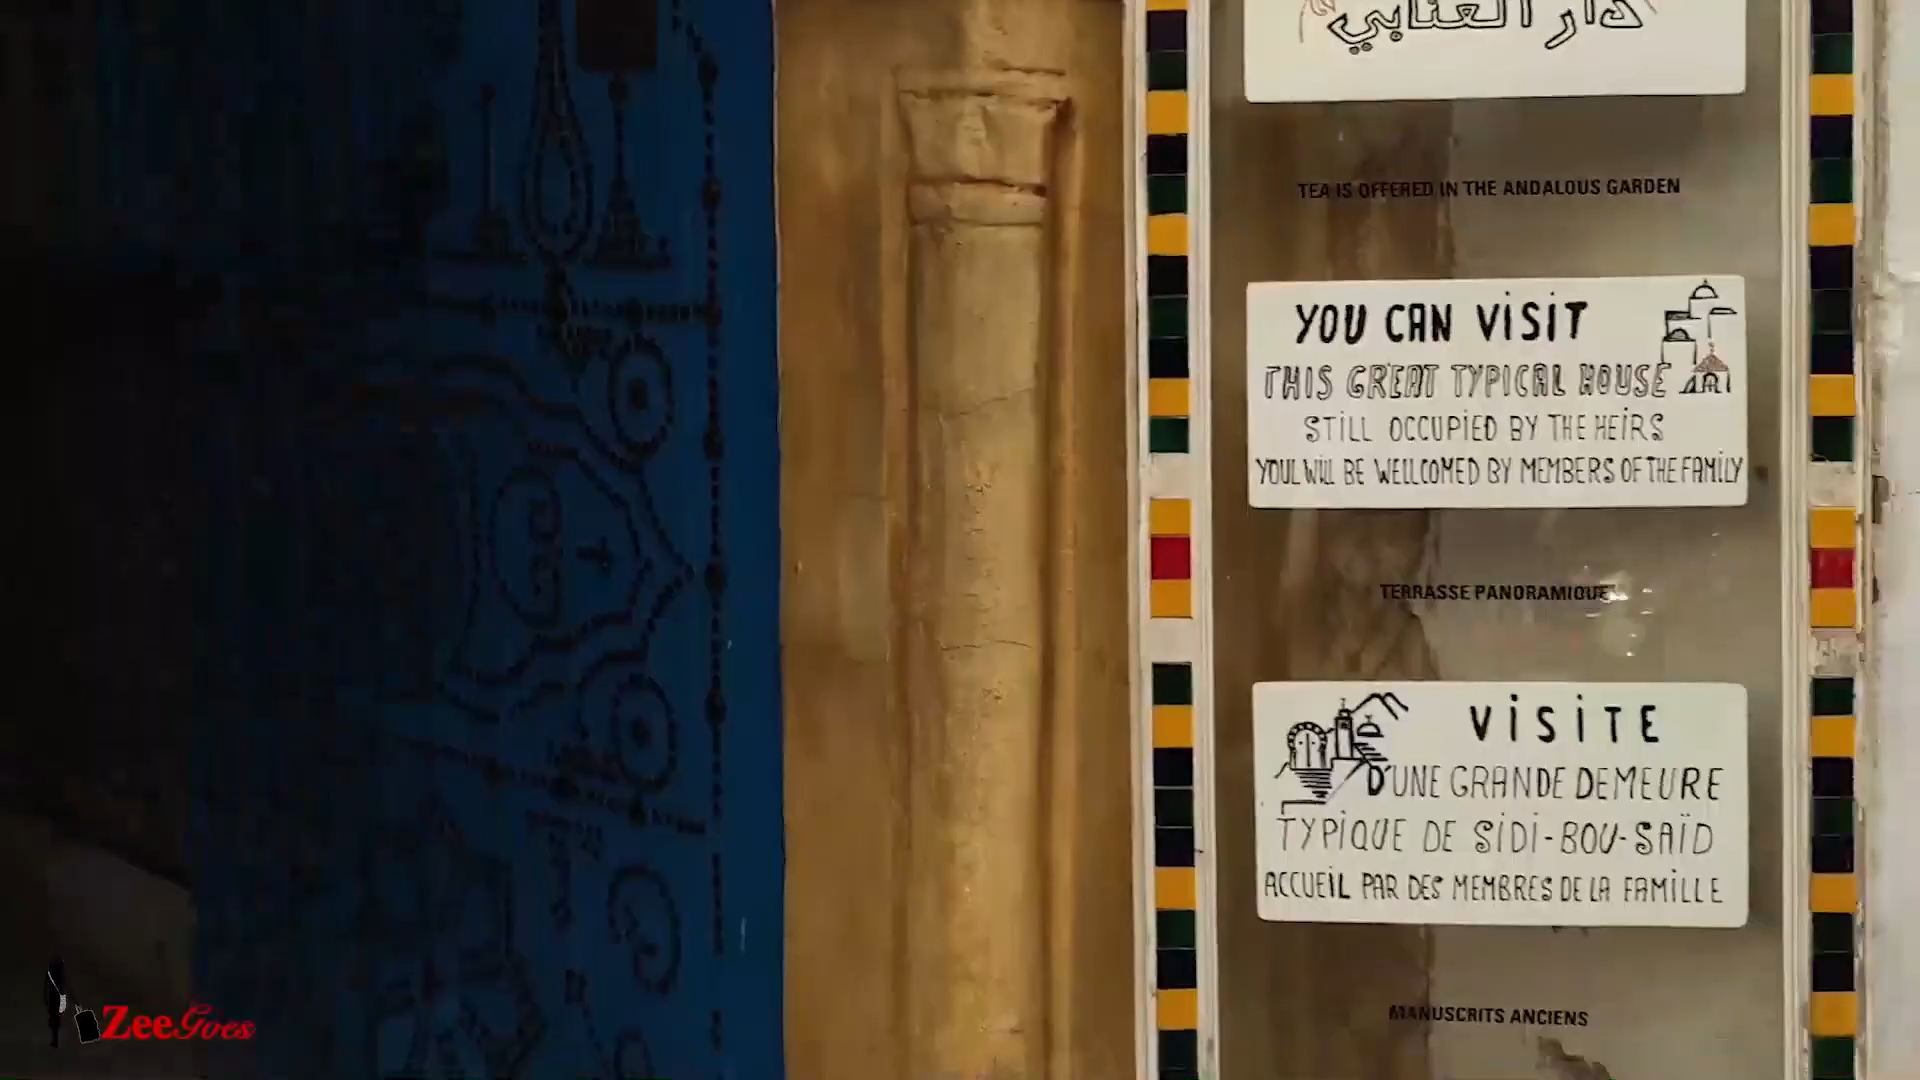 دار العنابي
TEA IS OFFERED IN THE ANDALOUS GARDEN
YOU CAN VISIT
THIS GREAT TYPICAL HOUSE
STILL OCCUPIED BY THE HEIRS
YOUL WILL BE WELLCOMED BY MEMBERS OF THE FAMILY
TERRASSE PANORAMIQUE
VISITE
D'UNE GRANDE DEMEURE
TYPIQUE DE SIDI-BOU-SAÏD
ACCUEIL PAR DES MEMBRES DE LA FAMILLE
MANUSCRITS ANCIENS
ZeeGoes